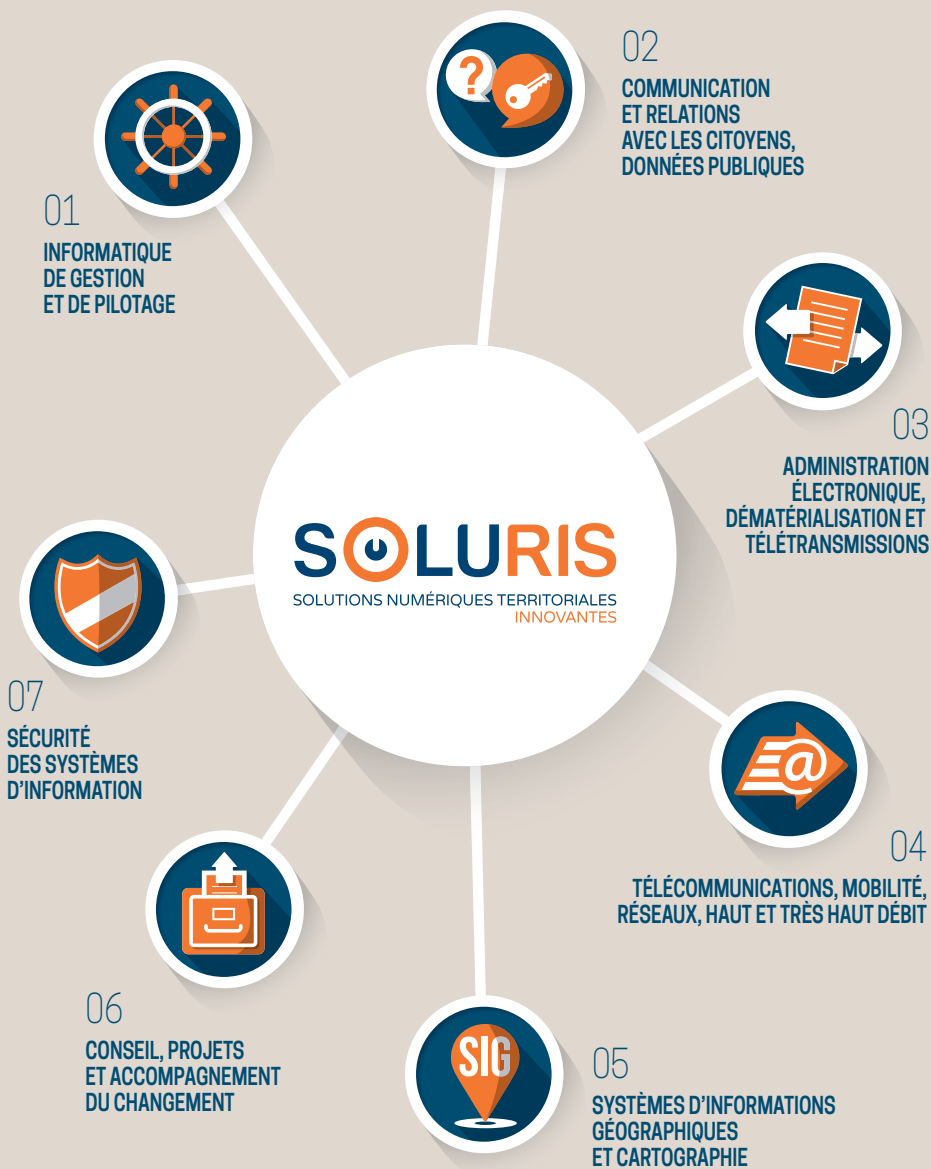 01
INFORMATIQUE
DE GESTION
ET DE PILOTAGE
?
02
COMMUNICATION
ET RELATIONS
AVEC LES CITOYENS,
DONNÉES PUBLIQUES
03
ADMINISTRATION
ÉLECTRONIQUE,
DÉMATÉRIALISATION ET
TÉLÉTRANSMISSIONS
SOLURIS
SOLUTIONS NUMÉRIQUES TERRITORIALES
INNOVANTES
@
04
TÉLÉCOMMUNICATIONS, MOBILITÉ,
RÉSEAUX, HAUT ET TRÈS HAUT DÉBIT
SIG
05
SYSTÈMES D'INFORMATIONS
GÉOGRAPHIQUES
ET CARTOGRAPHIE
06
CONSEIL, PROJETS
ET ACCOMPAGNEMENT
DU CHANGEMENT
07
SÉCURITÉ
DES SYSTÈMES
D'INFORMATION